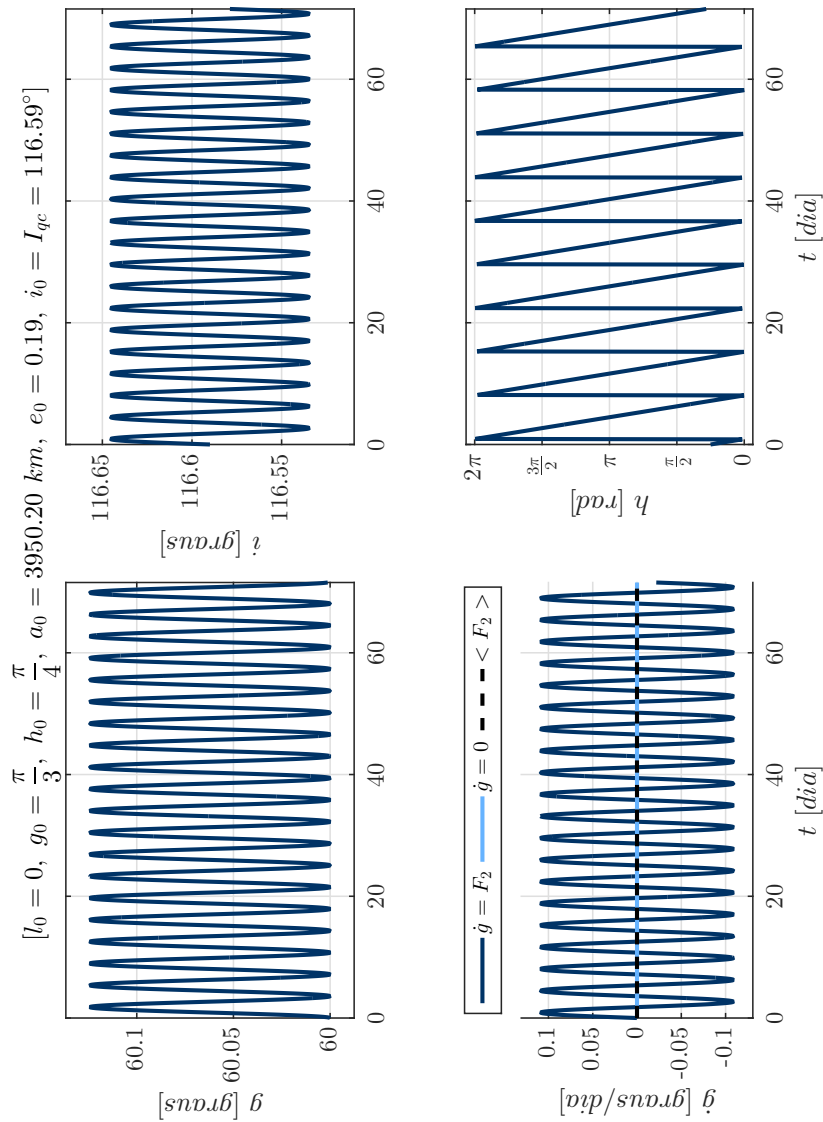 [l₀ = 0, g₀ = π/3, h₀ = π/4, a₀ = 3950.20 km, e₀ = 0.19, i₀ = I_qc = 116.59°]
g [graus]
60.1
60.05
60
0 20 40 60
i [graus]
116.65
116.6
116.55
0 20 40 60
ġ = F₂ ġ = 0 < F₂ >
ġ [graus/dia]
0.1
0.05
0
-0.05
-0.1
0 20 40 60
t [dia]
h [rad]
2π
3π/2
π
π/2
0
0 20 40 60
t [dia]